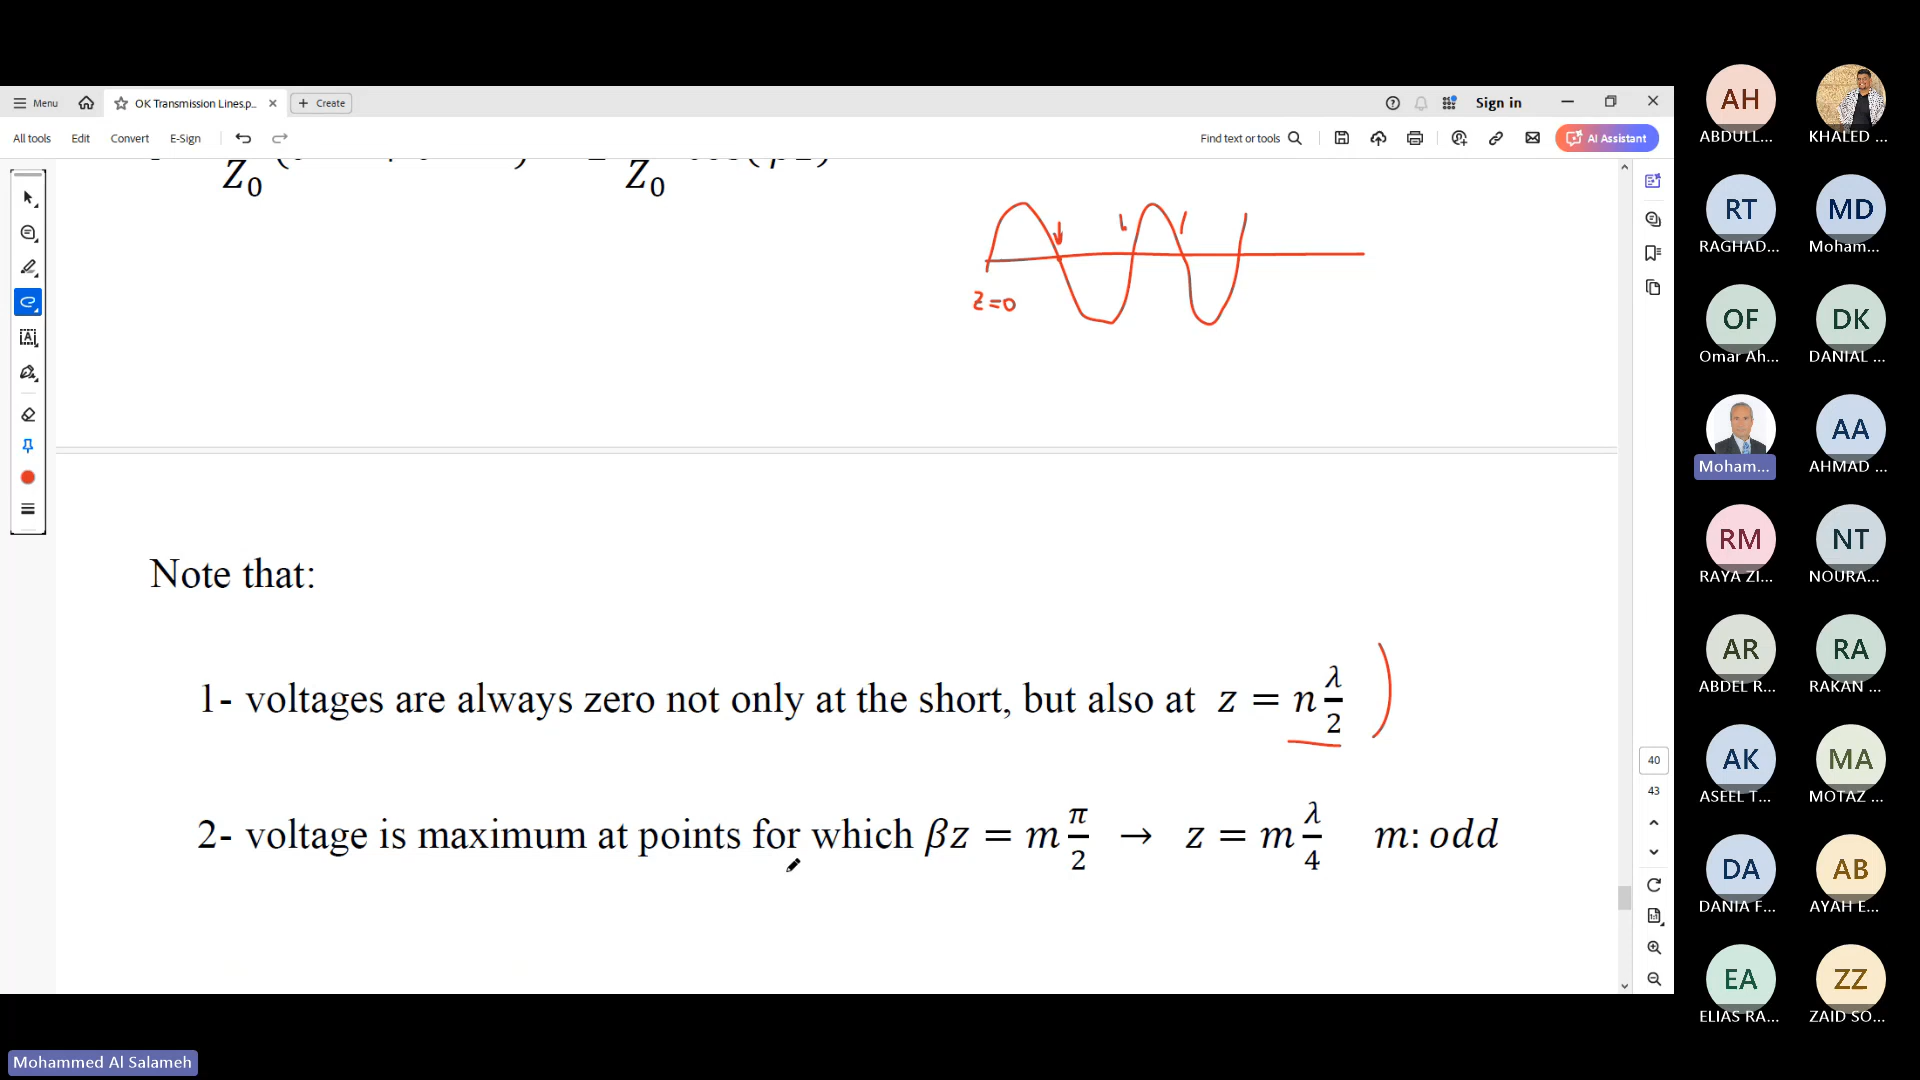 Menu
OK Transmission Lines.p...
Create
Sign in
All tools
Edit
Convert
E-Sign
Find text or tools
AI Assistant
Z₀
Z₀
z=0
Note that:
1- voltages are always zero not only at the short, but also at z = n λ/2
2- voltage is maximum at points for which βz = m π/2 → z = m λ/4 m: odd
40
43
AH
ABDULL...
KHALED ...
RT
RAGHAD...
MD
Moham...
OF
Omar Ah...
DK
DANIAL ...
Moham...
AA
AHMAD ...
RM
RAYA ZI...
NT
NOURA...
AR
ABDEL R...
RA
RAKAN ...
AK
ASEEL T...
MA
MOTAZ ...
DA
DANIA F...
AB
AYAH E...
EA
ELIAS RA...
ZZ
ZAID SO...
Mohammed Al Salameh